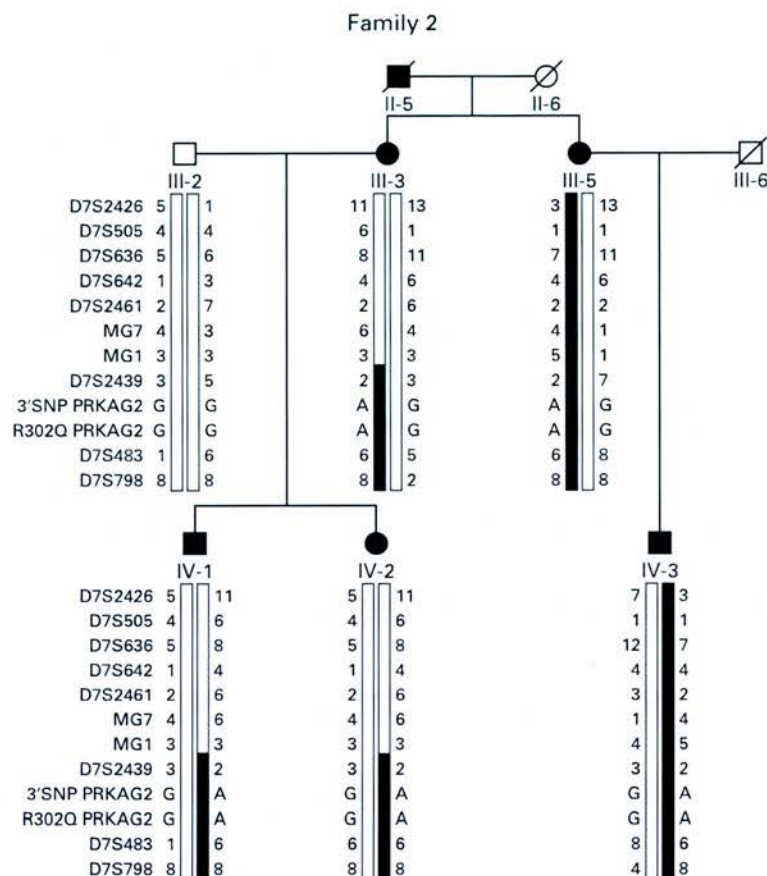 Family 2
II-5 II-6
III-2 III-3 III-5 III-6
D7S2426 5 1 11 13 3 13
D7S505 4 4 6 1 1 1
D7S636 5 6 8 11 7 11
D7S642 1 3 4 6 4 6
D7S2461 2 7 2 6 2 2
MG7 4 3 6 4 4 1
MG1 3 3 3 3 5 1
D7S2439 3 5 2 3 2 7
3'SNP PRKAG2 G G A G A G
R302Q PRKAG2 G G A G A G
D7S483 1 6 6 5 6 8
D7S798 8 8 8 2 8 8
IV-1 IV-2 IV-3
D7S2426 5 11 5 11 7 3
D7S505 4 6 4 6 1 1
D7S636 5 8 5 8 12 7
D7S642 1 4 1 4 4 4
D7S2461 2 6 2 6 3 2
MG7 4 6 4 6 1 4
MG1 3 3 3 3 4 5
D7S2439 3 2 3 2 3 2
3'SNP PRKAG2 G A G A G A
R302Q PRKAG2 G A G A G A
D7S483 1 6 6 6 8 6
D7S798 8 8 8 8 4 8